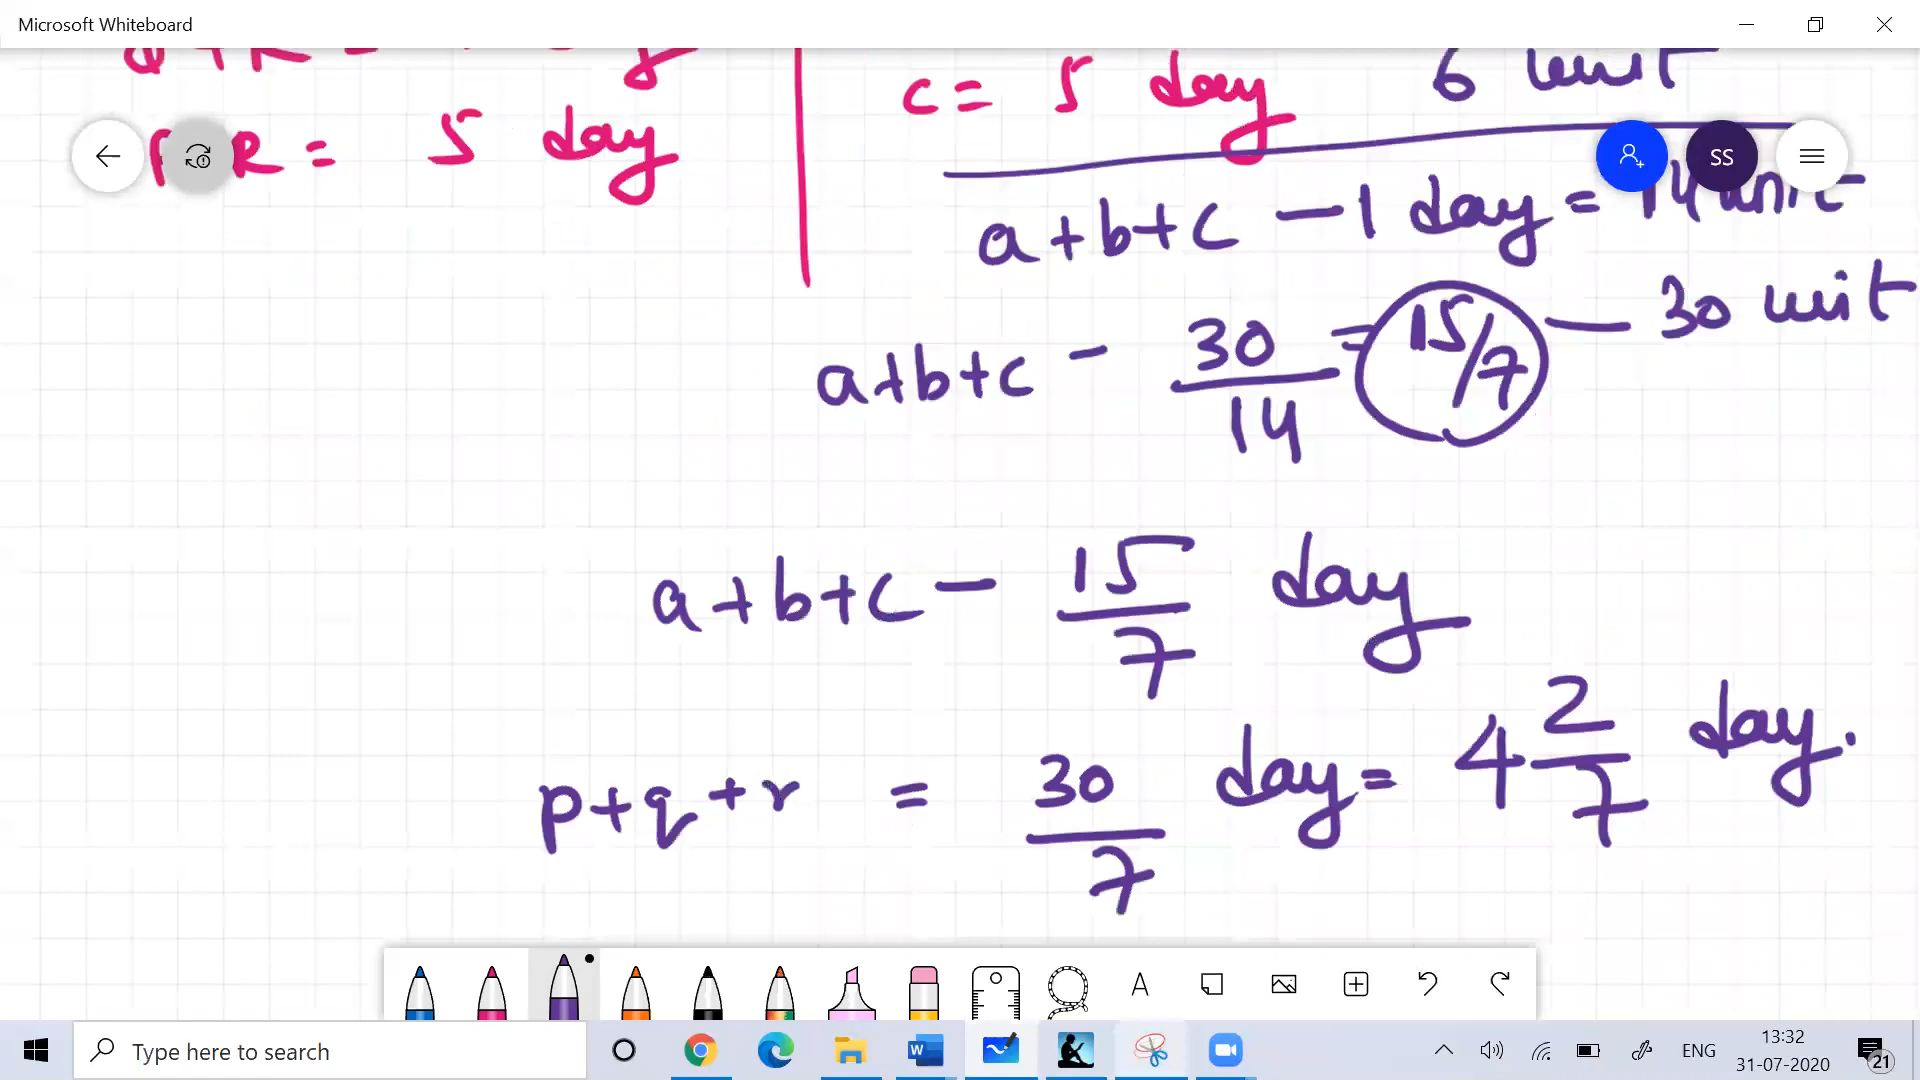 Microsoft Whiteboard
R = 5 day
c = 5 day
6 unit
SS
a+b+c - 1 day = 14 unit
a+b+c - 30/14 = 15/7 - 30 unit
a+b+c - 15/7 day
p+q+r = 30/7 day = 4 2/7 day.
A
W
Type here to search
ENG
13:32
31-07-2020
21